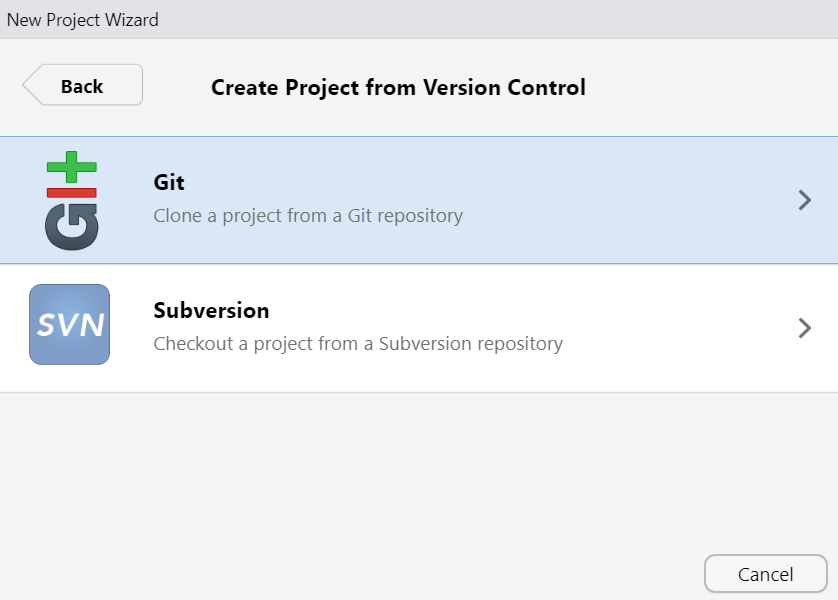 New Project Wizard
Back
Create Project from Version Control
Git
Git
Clone a project from a Git repository
SVN
Subversion
Checkout a project from a Subversion repository
Cancel